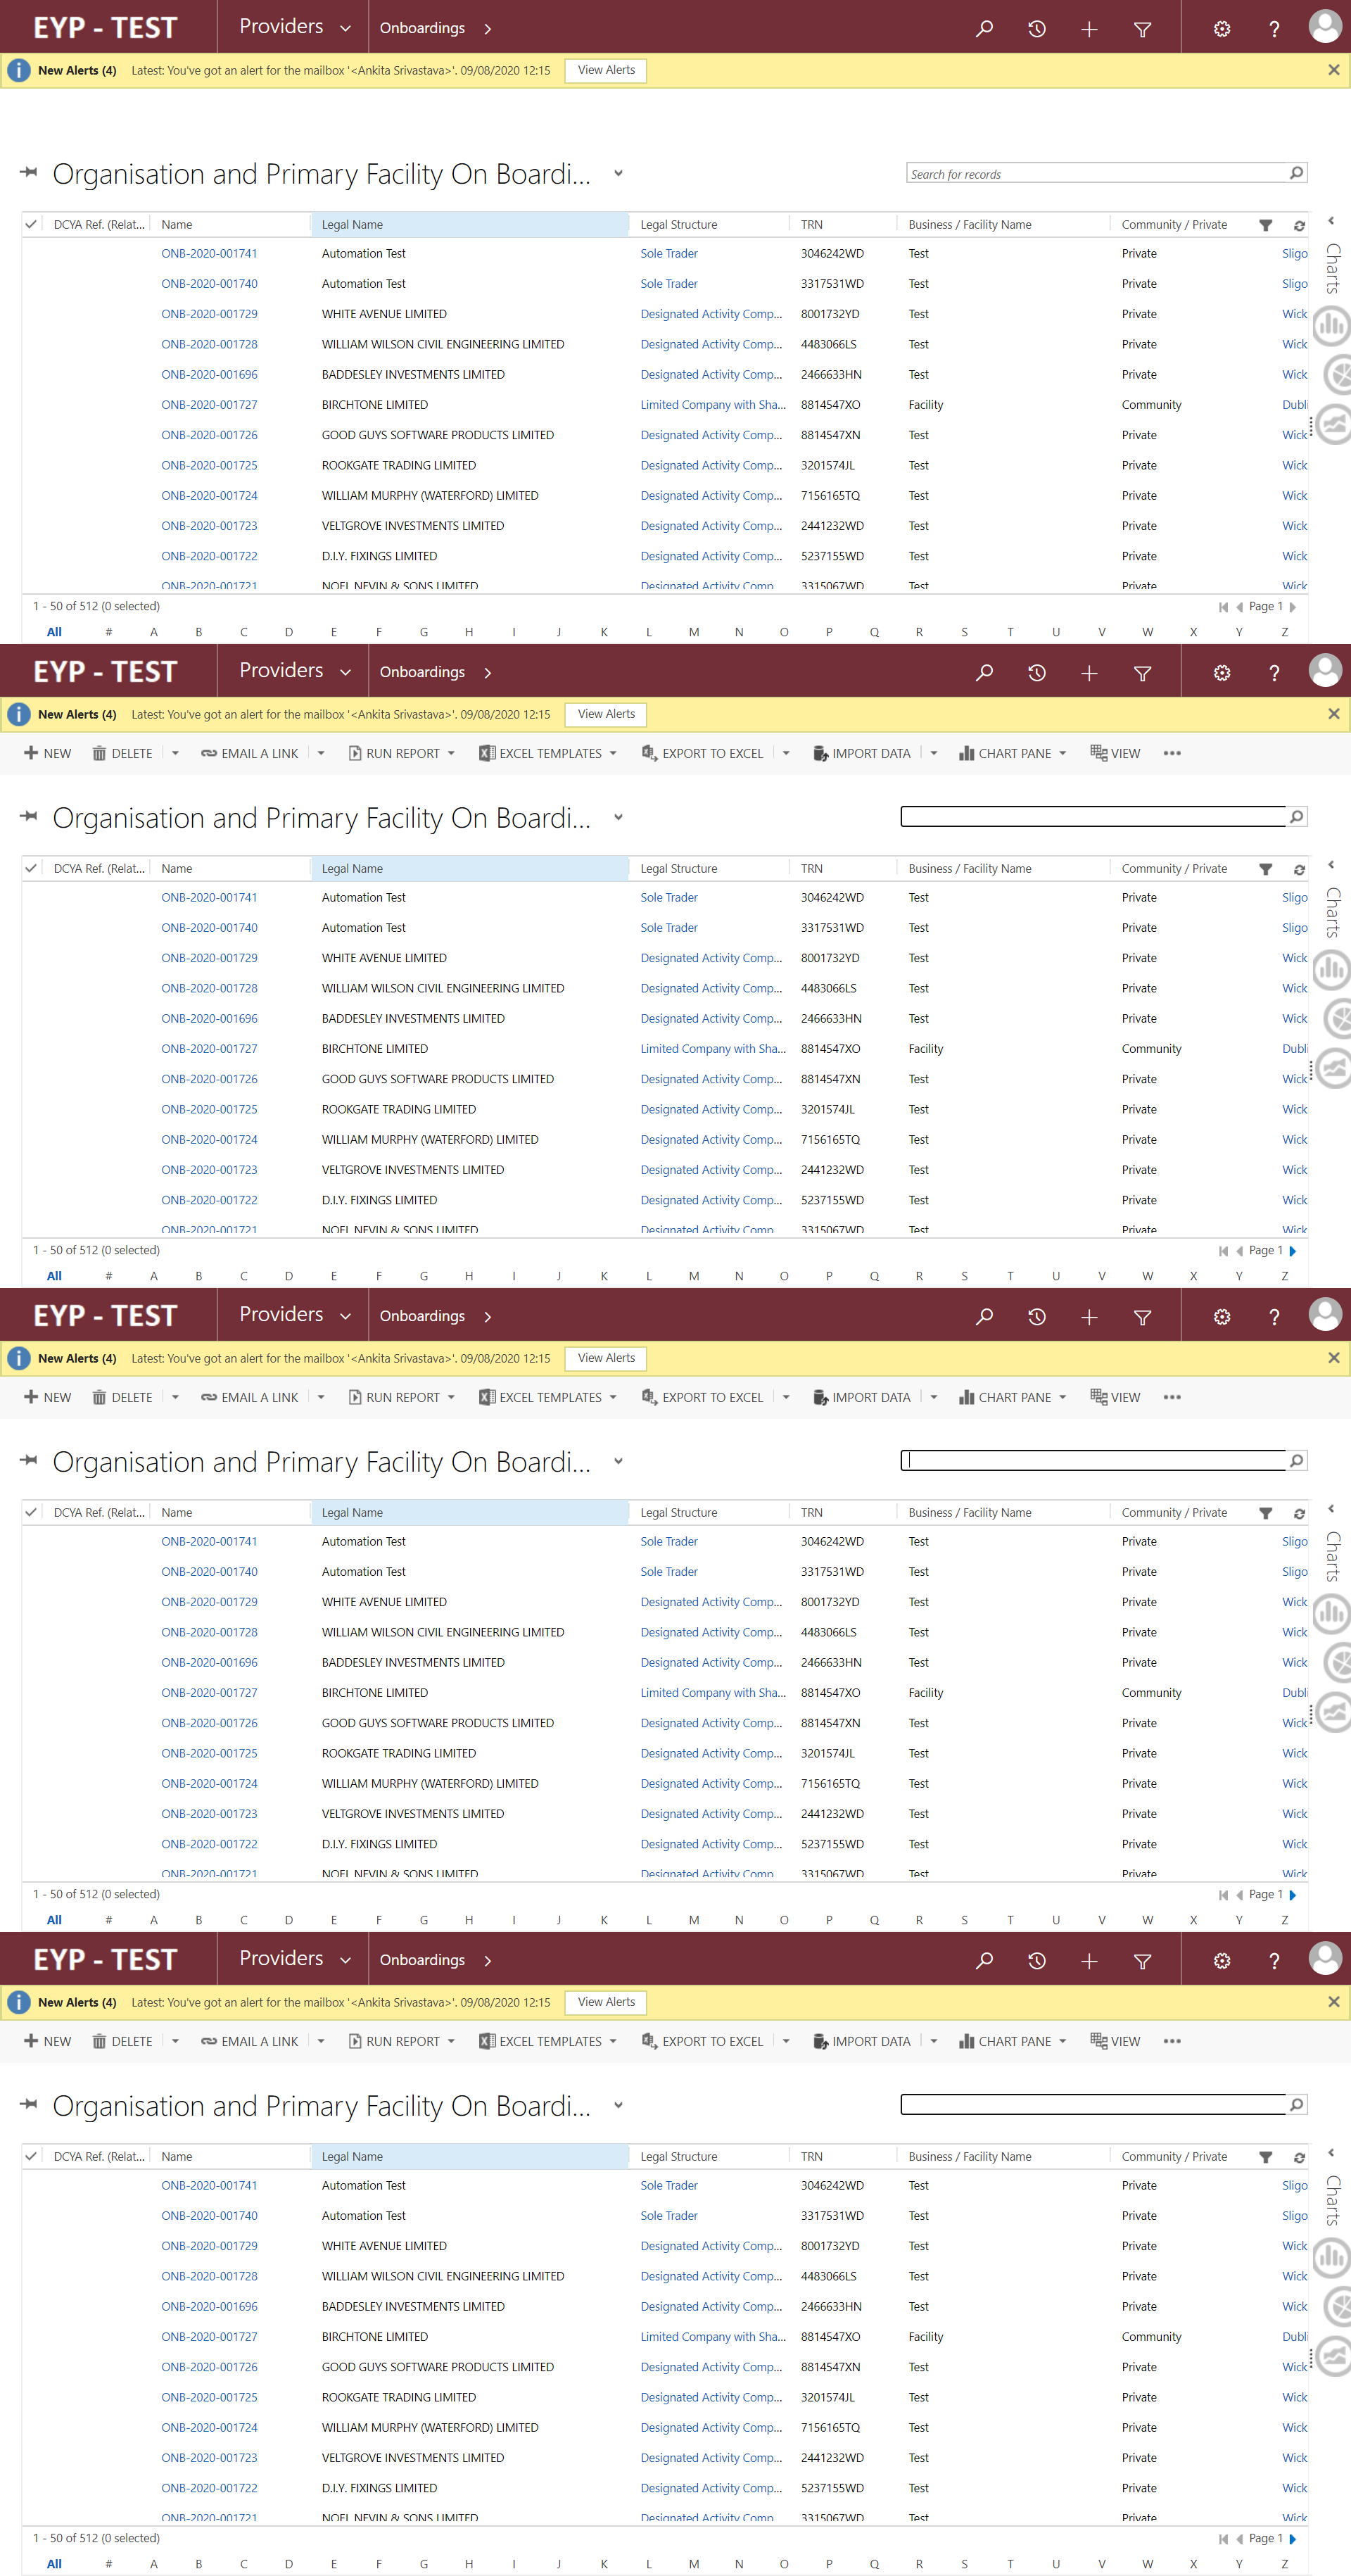 EYP - TEST Providers Onboardings
New Alerts (4) Latest: You've got an alert for the mailbox '<Ankita Srivastava>'. 09/08/2020 12:15 View Alerts
Organisation and Primary Facility On Boardi... Search for records
DCYA Ref. (Relat... Name Legal Name Legal Structure TRN Business / Facility Name Community / Private
Charts
ONB-2020-001741 Automation Test Sole Trader 3046242WD Test Private Sligo
ONB-2020-001740 Automation Test Sole Trader 3317531WD Test Private Sligo
ONB-2020-001729 WHITE AVENUE LIMITED Designated Activity Comp... 8001732YD Test Private Wick
ONB-2020-001728 WILLIAM WILSON CIVIL ENGINEERING LIMITED Designated Activity Comp... 4483066LS Test Private Wick
ONB-2020-001696 BADDESLEY INVESTMENTS LIMITED Designated Activity Comp... 2466633HN Test Private Wick
ONB-2020-001727 BIRCHTONE LIMITED Limited Company with Sha... 8814547XO Facility Community Dubli
ONB-2020-001726 GOOD GUYS SOFTWARE PRODUCTS LIMITED Designated Activity Comp... 8814547XN Test Private Wick
ONB-2020-001725 ROOKGATE TRADING LIMITED Designated Activity Comp... 3201574JL Test Private Wick
ONB-2020-001724 WILLIAM MURPHY (WATERFORD) LIMITED Designated Activity Comp... 7156165TQ Test Private Wick
ONB-2020-001723 VELTGROVE INVESTMENTS LIMITED Designated Activity Comp... 2441232WD Test Private Wick
ONB-2020-001722 D.I.Y. FIXINGS LIMITED Designated Activity Comp... 5237155WD Test Private Wick
ONB-2020-001721 NOEL NEVIN & SONS LIMITED Designated Activity Comp 3315067WD Test Private Wick
1 - 50 of 512 (0 selected) Page 1
All # A B C D E F G H I J K L M N O P Q R S T U V W X Y Z
EYP - TEST Providers Onboardings
New Alerts (4) Latest: You've got an alert for the mailbox '<Ankita Srivastava>'. 09/08/2020 12:15 View Alerts
NEW DELETE EMAIL A LINK RUN REPORT EXCEL TEMPLATES EXPORT TO EXCEL IMPORT DATA CHART PANE VIEW
Organisation and Primary Facility On Boardi...
DCYA Ref. (Relat... Name Legal Name Legal Structure TRN Business / Facility Name Community / Private
Charts
ONB-2020-001741 Automation Test Sole Trader 3046242WD Test Private Sligo
ONB-2020-001740 Automation Test Sole Trader 3317531WD Test Private Sligo
ONB-2020-001729 WHITE AVENUE LIMITED Designated Activity Comp... 8001732YD Test Private Wick
ONB-2020-001728 WILLIAM WILSON CIVIL ENGINEERING LIMITED Designated Activity Comp... 4483066LS Test Private Wick
ONB-2020-001696 BADDESLEY INVESTMENTS LIMITED Designated Activity Comp... 2466633HN Test Private Wick
ONB-2020-001727 BIRCHTONE LIMITED Limited Company with Sha... 8814547XO Facility Community Dubli
ONB-2020-001726 GOOD GUYS SOFTWARE PRODUCTS LIMITED Designated Activity Comp... 8814547XN Test Private Wick
ONB-2020-001725 ROOKGATE TRADING LIMITED Designated Activity Comp... 3201574JL Test Private Wick
ONB-2020-001724 WILLIAM MURPHY (WATERFORD) LIMITED Designated Activity Comp... 7156165TQ Test Private Wick
ONB-2020-001723 VELTGROVE INVESTMENTS LIMITED Designated Activity Comp... 2441232WD Test Private Wick
ONB-2020-001722 D.I.Y. FIXINGS LIMITED Designated Activity Comp... 5237155WD Test Private Wick
ONB-2020-001721 NOEL NEVIN & SONS LIMITED Designated Activity Comp 3315067WD Test Private Wick
1 - 50 of 512 (0 selected) Page 1
All # A B C D E F G H I J K L M N O P Q R S T U V W X Y Z
EYP - TEST Providers Onboardings
New Alerts (4) Latest: You've got an alert for the mailbox '<Ankita Srivastava>'. 09/08/2020 12:15 View Alerts
NEW DELETE EMAIL A LINK RUN REPORT EXCEL TEMPLATES EXPORT TO EXCEL IMPORT DATA CHART PANE VIEW
Organisation and Primary Facility On Boardi...
DCYA Ref. (Relat... Name Legal Name Legal Structure TRN Business / Facility Name Community / Private
Charts
ONB-2020-001741 Automation Test Sole Trader 3046242WD Test Private Sligo
ONB-2020-001740 Automation Test Sole Trader 3317531WD Test Private Sligo
ONB-2020-001729 WHITE AVENUE LIMITED Designated Activity Comp... 8001732YD Test Private Wick
ONB-2020-001728 WILLIAM WILSON CIVIL ENGINEERING LIMITED Designated Activity Comp... 4483066LS Test Private Wick
ONB-2020-001696 BADDESLEY INVESTMENTS LIMITED Designated Activity Comp... 2466633HN Test Private Wick
ONB-2020-001727 BIRCHTONE LIMITED Limited Company with Sha... 8814547XO Facility Community Dubli
ONB-2020-001726 GOOD GUYS SOFTWARE PRODUCTS LIMITED Designated Activity Comp... 8814547XN Test Private Wick
ONB-2020-001725 ROOKGATE TRADING LIMITED Designated Activity Comp... 3201574JL Test Private Wick
ONB-2020-001724 WILLIAM MURPHY (WATERFORD) LIMITED Designated Activity Comp... 7156165TQ Test Private Wick
ONB-2020-001723 VELTGROVE INVESTMENTS LIMITED Designated Activity Comp... 2441232WD Test Private Wick
ONB-2020-001722 D.I.Y. FIXINGS LIMITED Designated Activity Comp... 5237155WD Test Private Wick
ONB-2020-001721 NOEL NEVIN & SONS LIMITED Designated Activity Comp 3315067WD Test Private Wick
1 - 50 of 512 (0 selected) Page 1
All # A B C D E F G H I J K L M N O P Q R S T U V W X Y Z
EYP - TEST Providers Onboardings
New Alerts (4) Latest: You've got an alert for the mailbox '<Ankita Srivastava>'. 09/08/2020 12:15 View Alerts
NEW DELETE EMAIL A LINK RUN REPORT EXCEL TEMPLATES EXPORT TO EXCEL IMPORT DATA CHART PANE VIEW
Organisation and Primary Facility On Boardi...
DCYA Ref. (Relat... Name Legal Name Legal Structure TRN Business / Facility Name Community / Private
Charts
ONB-2020-001741 Automation Test Sole Trader 3046242WD Test Private Sligo
ONB-2020-001740 Automation Test Sole Trader 3317531WD Test Private Sligo
ONB-2020-001729 WHITE AVENUE LIMITED Designated Activity Comp... 8001732YD Test Private Wick
ONB-2020-001728 WILLIAM WILSON CIVIL ENGINEERING LIMITED Designated Activity Comp... 4483066LS Test Private Wick
ONB-2020-001696 BADDESLEY INVESTMENTS LIMITED Designated Activity Comp... 2466633HN Test Private Wick
ONB-2020-001727 BIRCHTONE LIMITED Limited Company with Sha... 8814547XO Facility Community Dubli
ONB-2020-001726 GOOD GUYS SOFTWARE PRODUCTS LIMITED Designated Activity Comp... 8814547XN Test Private Wick
ONB-2020-001725 ROOKGATE TRADING LIMITED Designated Activity Comp... 3201574JL Test Private Wick
ONB-2020-001724 WILLIAM MURPHY (WATERFORD) LIMITED Designated Activity Comp... 7156165TQ Test Private Wick
ONB-2020-001723 VELTGROVE INVESTMENTS LIMITED Designated Activity Comp... 2441232WD Test Private Wick
ONB-2020-001722 D.I.Y. FIXINGS LIMITED Designated Activity Comp... 5237155WD Test Private Wick
ONB-2020-001721 NOEL NEVIN & SONS LIMITED Designated Activity Comp 3315067WD Test Private Wick
1 - 50 of 512 (0 selected) Page 1
All # A B C D E F G H I J K L M N O P Q R S T U V W X Y Z